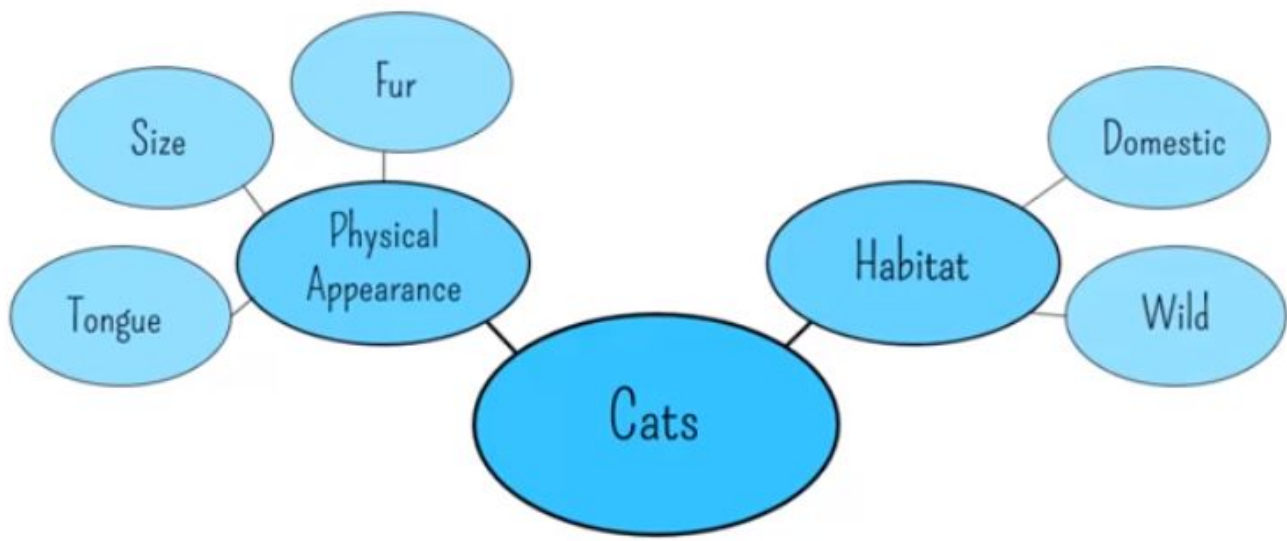 Fur
Size
Domestic
Physical
Appearance
Habitat
Tongue
Wild
Cats